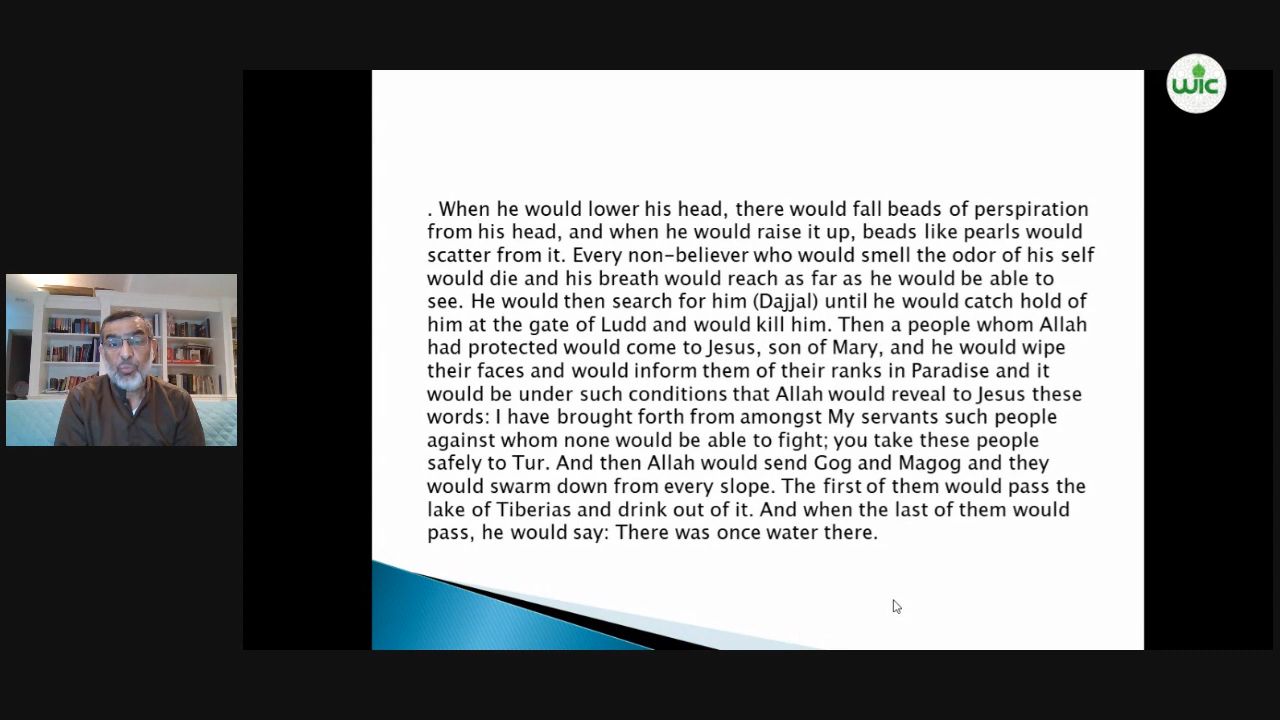 WIC
. When he would lower his head, there would fall beads of perspiration
from his head, and when he would raise it up, beads like pearls would
scatter from it. Every non-believer who would smell the odor of his self
would die and his breath would reach as far as he would be able to
see. He would then search for him (Dajjal) until he would catch hold of
him at the gate of Ludd and would kill him. Then a people whom Allah
had protected would come to Jesus, son of Mary, and he would wipe
their faces and would inform them of their ranks in Paradise and it
would be under such conditions that Allah would reveal to Jesus these
words: I have brought forth from amongst My servants such people
against whom none would be able to fight; you take these people
safely to Tur. And then Allah would send Gog and Magog and they
would swarm down from every slope. The first of them would pass the
lake of Tiberias and drink out of it. And when the last of them would
pass, he would say: There was once water there.